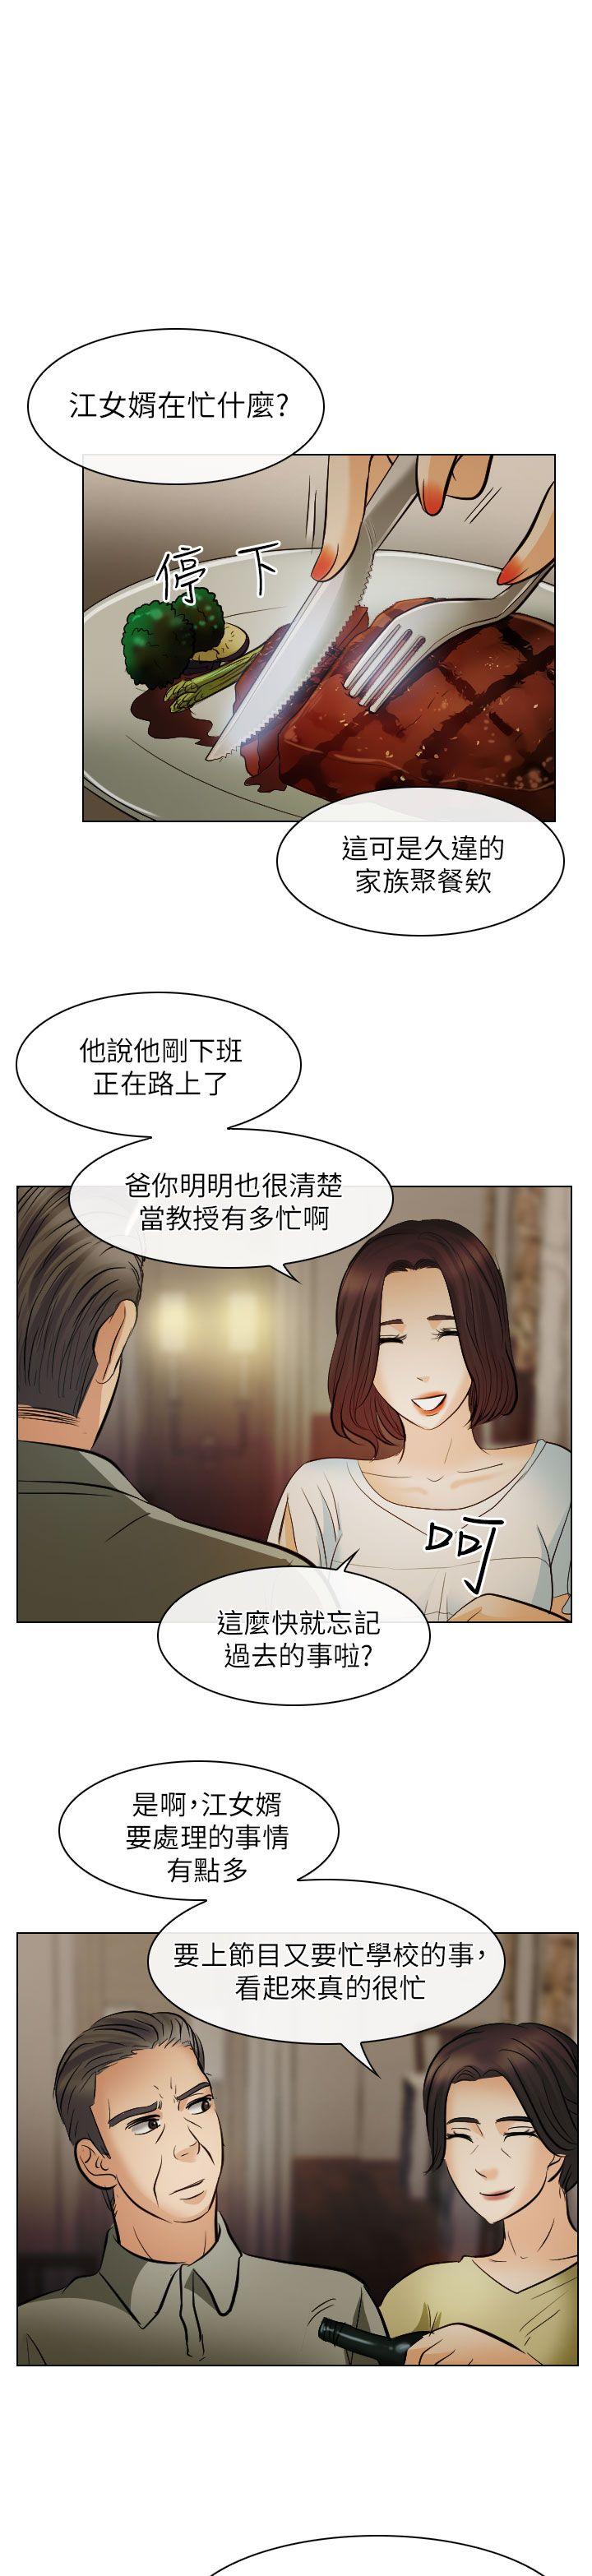 江女婿在忙什麼?
停下
這可是久違的
家族聚餐欸
他說他剛下班
正在路上了
爸你明明也很清楚
當教授有多忙啊
呵
這麼快就忘記
過去的事啦?
是啊,江女婿
要處理的事情
有點多
要上節目又要忙學校的事,
看起來真的很忙